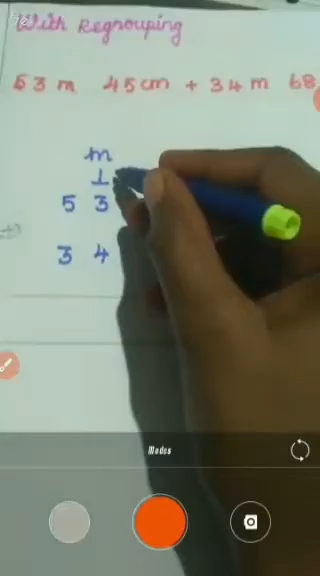 With Regrouping
53 m 45 cm + 34 m 68
m
1
5 3
3 4
Modes